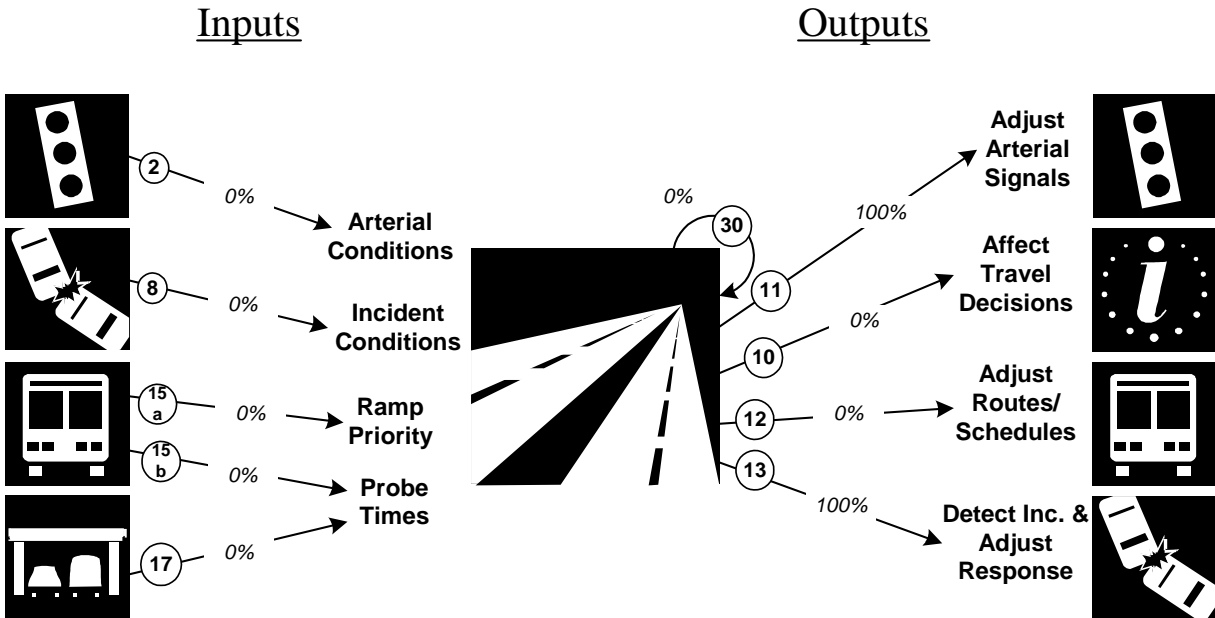 Inputs
Outputs
2
0%
Arterial
Conditions
8
0%
Incident
Conditions
15
a
0%
Ramp
Priority
15
b
0%
Probe
Times
17
0%
0%
30
11
100%
Adjust
Arterial
Signals
10
0%
Affect
Travel
Decisions
i
12
0%
Adjust
Routes/
Schedules
13
100%
Detect Inc. &
Adjust
Response